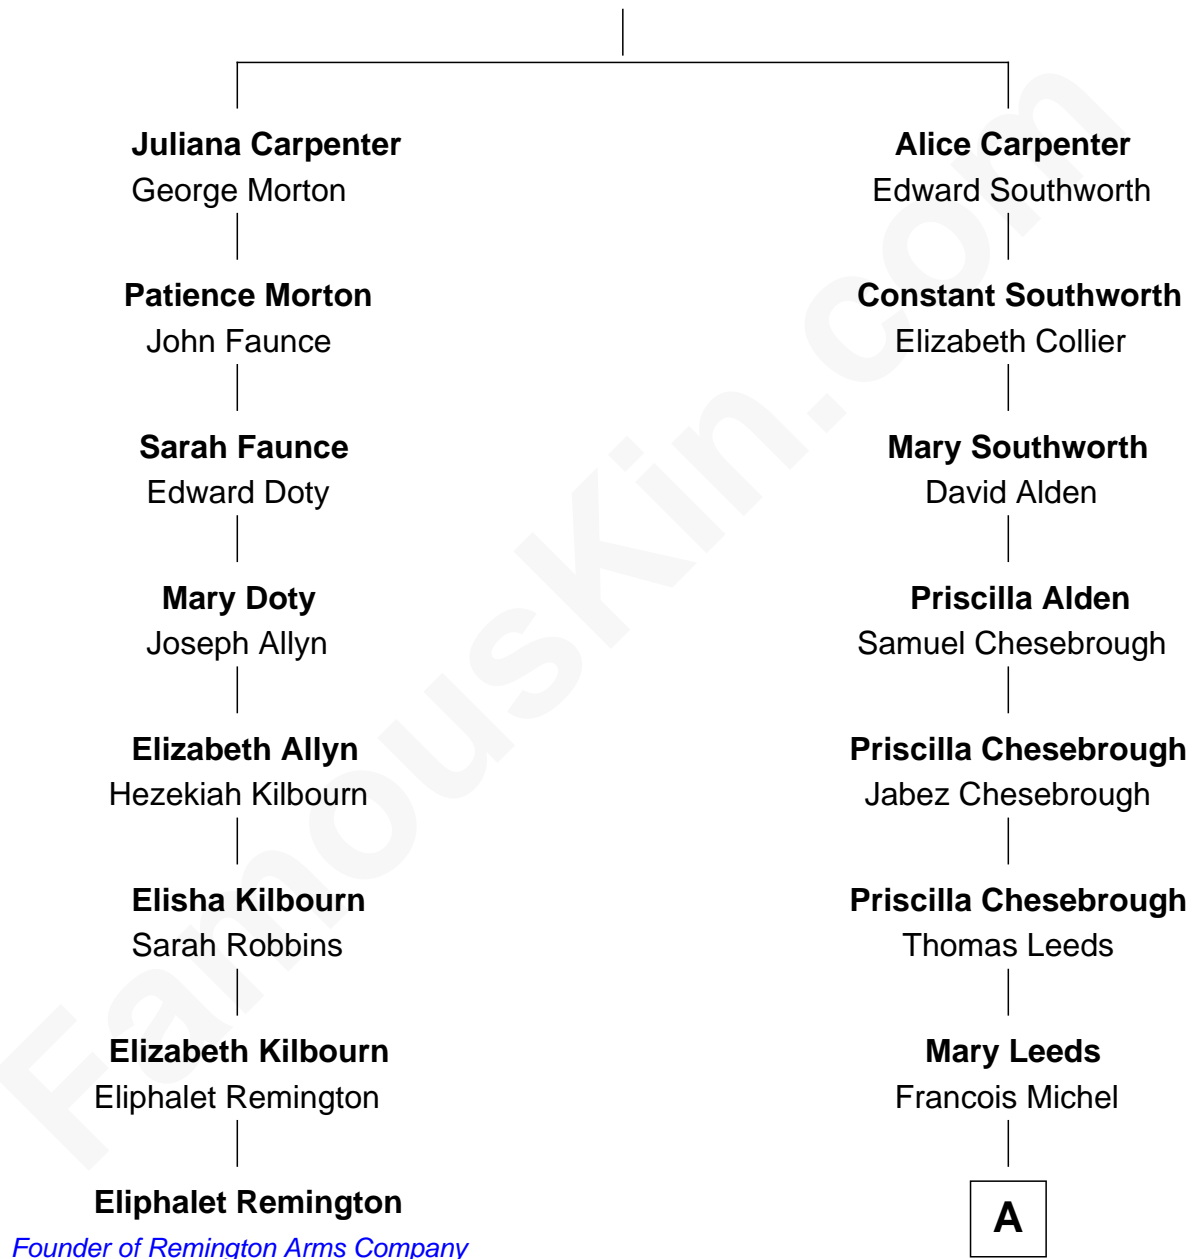 Juliana Carpenter
George Morton
Patience Morton
John Faunce
Sarah Faunce
Edward Doty
Mary Doty
Joseph Allyn
Elizabeth Allyn
Hezekiah Kilbourn
Elisha Kilbourn
Sarah Robbins
Elizabeth Kilbourn
Eliphalet Remington
Eliphalet Remington
Founder of Remington Arms Company
Alice Carpenter
Edward Southworth
Constant Southworth
Elizabeth Collier
Mary Southworth
David Alden
Priscilla Alden
Samuel Chesebrough
Priscilla Chesebrough
Jabez Chesebrough
Priscilla Chesebrough
Thomas Leeds
Mary Leeds
Francois Michel
A
FamousKin.com